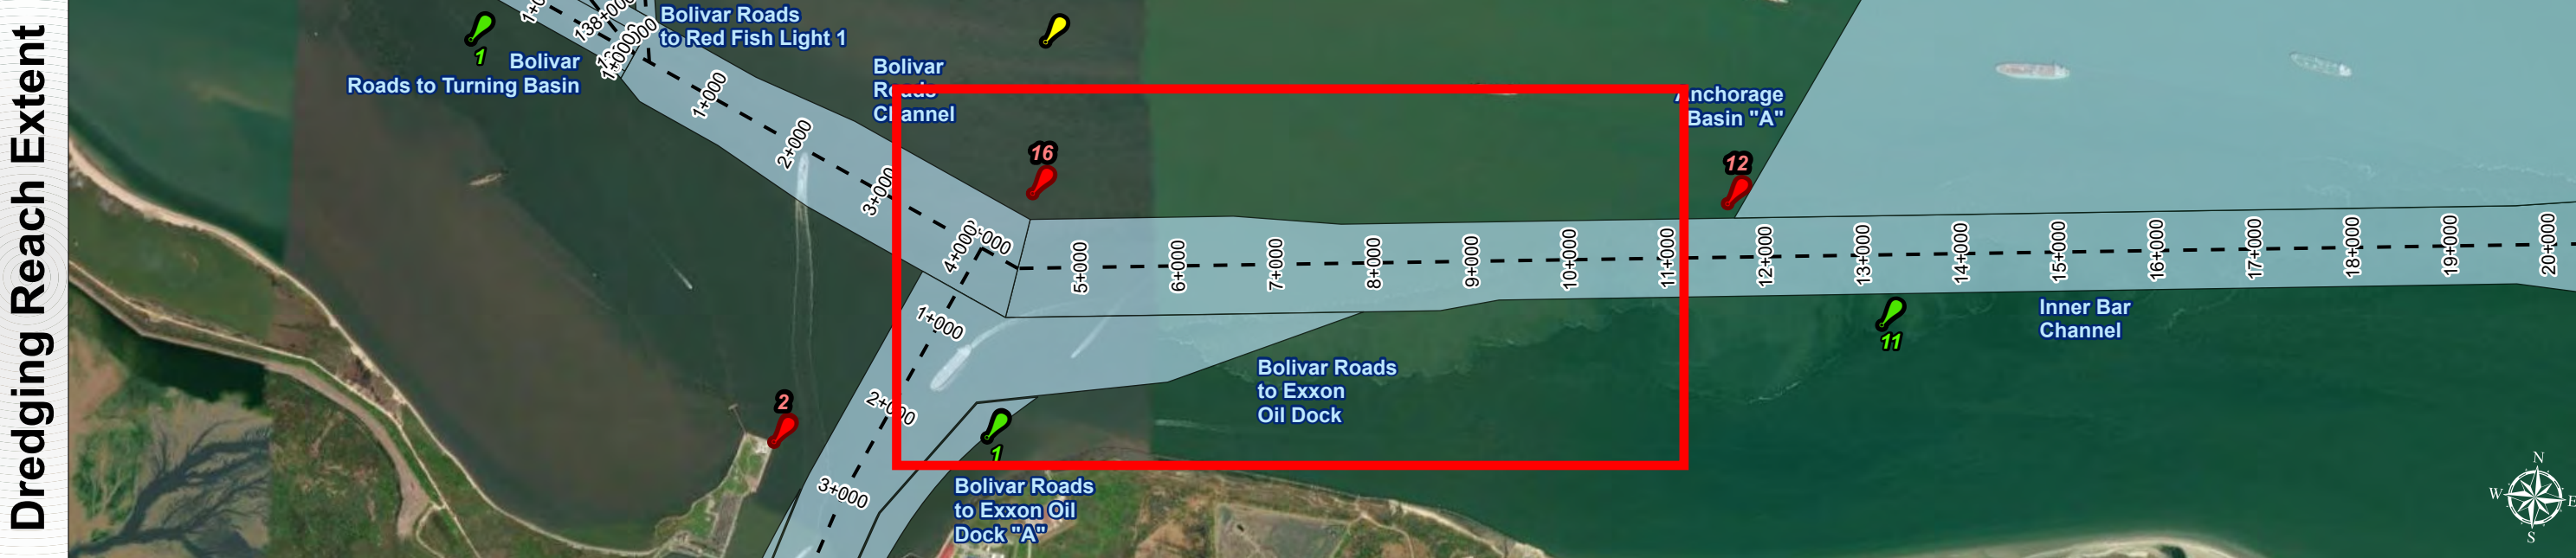 Dredging Reach Extent
Bolivar Roads
to Red Fish Light 1
Bolivar
Roads to Turning Basin
1
Bolivar
Roads
Channel
Anchorage
Basin "A"
16
12
1+000
2+000
3+000
4+000
5+000
6+000
7+000
8+000
9+000
10+000
11+000
12+000
13+000
14+000
15+000
16+000
17+000
18+000
19+000
20+000
1+000
2+000
3+000
Inner Bar
Channel
11
Bolivar Roads
to Exxon
Oil Dock
2
1
Bolivar Roads
to Exxon Oil
Dock "A"
N
W
E
S